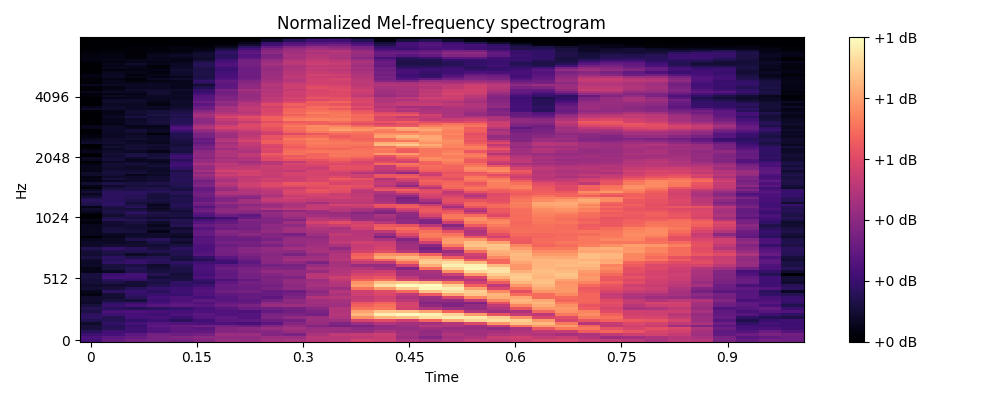 Normalized Mel-frequency spectrogram
+1 dB
4096
+1 dB
2048
+1 dB
Hz
1024
+0 dB
512
+0 dB
0
+0 dB
0 0.15 0.3 0.45 0.6 0.75 0.9
Time